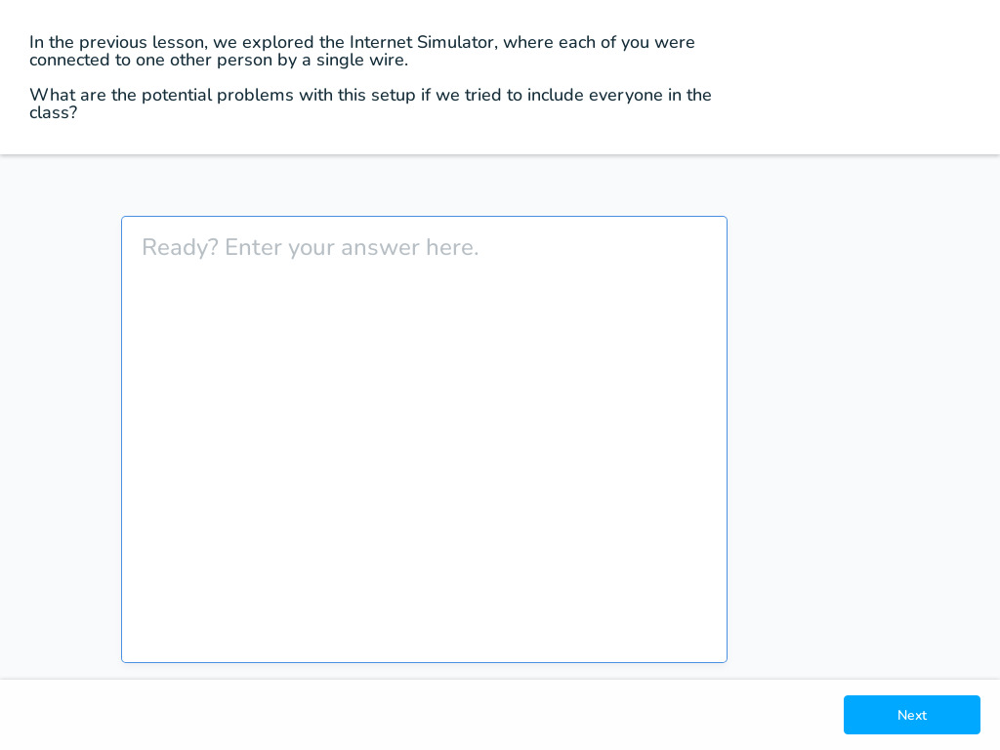 In the previous lesson, we explored the Internet Simulator, where each of you were
connected to one other person by a single wire.
What are the potential problems with this setup if we tried to include everyone in the
class?
Ready? Enter your answer here.
Next